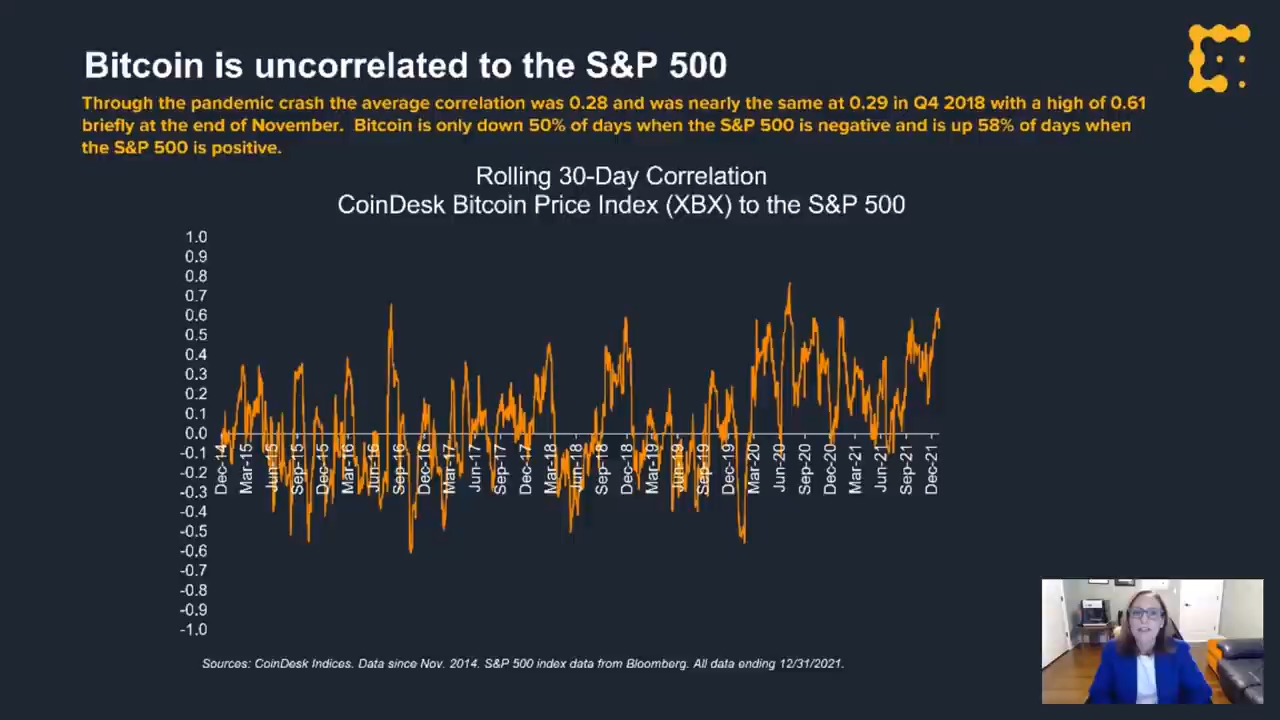 Bitcoin is uncorrelated to the S&P 500
Through the pandemic crash the average correlation was 0.28 and was nearly the same at 0.29 in Q4 2018 with a high of 0.61
briefly at the end of November. Bitcoin is only down 50% of days when the S&P 500 is negative and is up 58% of days when
the S&P 500 is positive.
Rolling 30-Day Correlation
CoinDesk Bitcoin Price Index (XBX) to the S&P 500
1.0
0.9
0.8
0.7
0.6
0.5
0.4
0.3
0.2
0.1
0.0
-0.1
-0.2
-0.3
-0.4
-0.5
-0.6
-0.7
-0.8
-0.9
-1.0
Dec-14
Mar-15
Jun-15
Sep-15
Dec-15
Mar-16
Jun-16
Sep-16
Dec-16
Mar-17
Jun-17
Sep-17
Dec-17
Mar-18
Jun-18
Sep-18
Dec-18
Mar-19
Jun-19
Sep-19
Dec-19
Mar-20
Jun-20
Sep-20
Dec-20
Mar-21
Jun-21
Sep-21
Dec-21
Sources: CoinDesk Indices. Data since Nov. 2014. S&P 500 index data from Bloomberg. All data ending 12/31/2021.